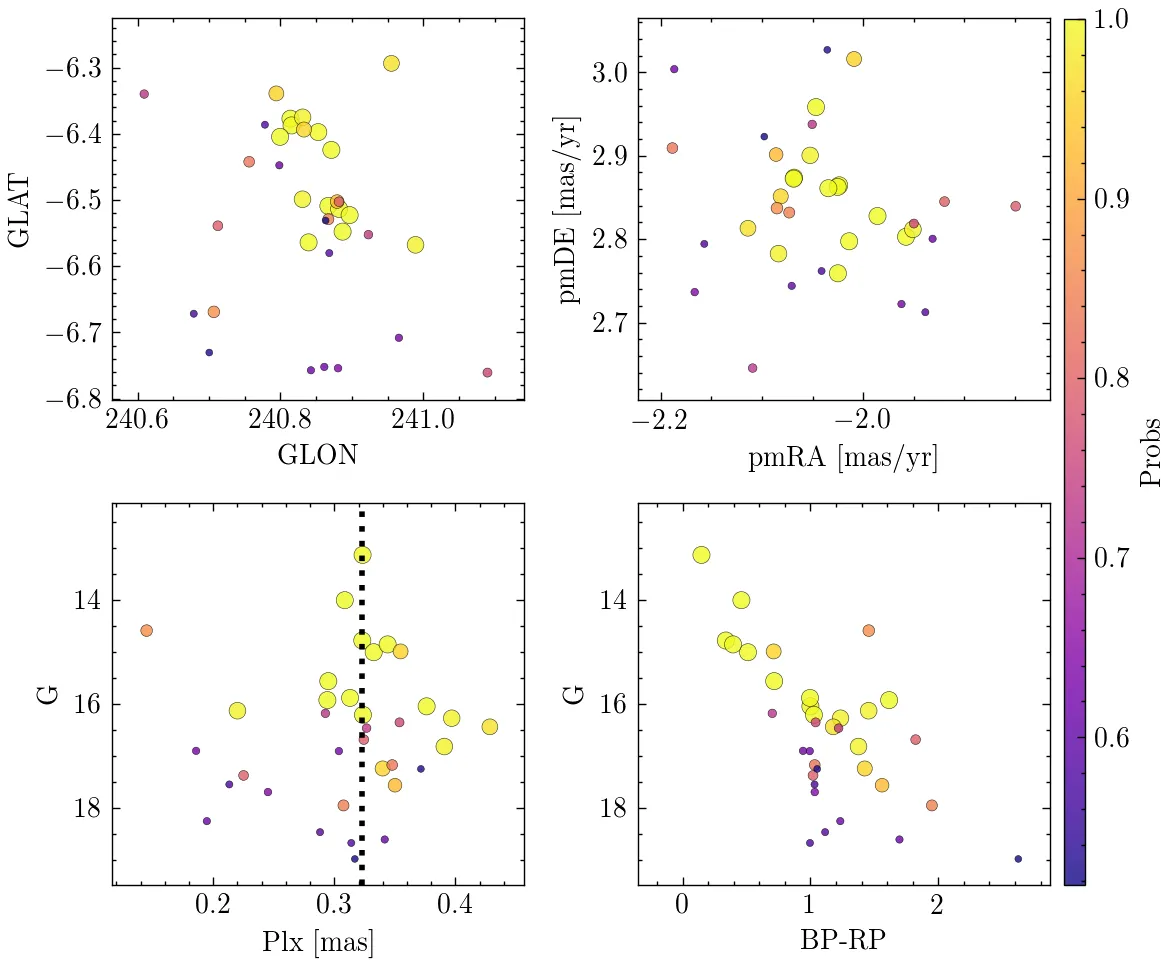 −6.3
−6.4
−6.5
−6.6
−6.7
−6.8
GLAT
240.6 240.8 241.0
GLON
3.0
2.9
2.8
2.7
pmDE [mas/yr]
−2.2 −2.0
pmRA [mas/yr]
14
16
18
G
0.2 0.3 0.4
Plx [mas]
14
16
18
G
0 1 2
BP-RP
1.0
0.9
0.8
0.7
0.6
Probs